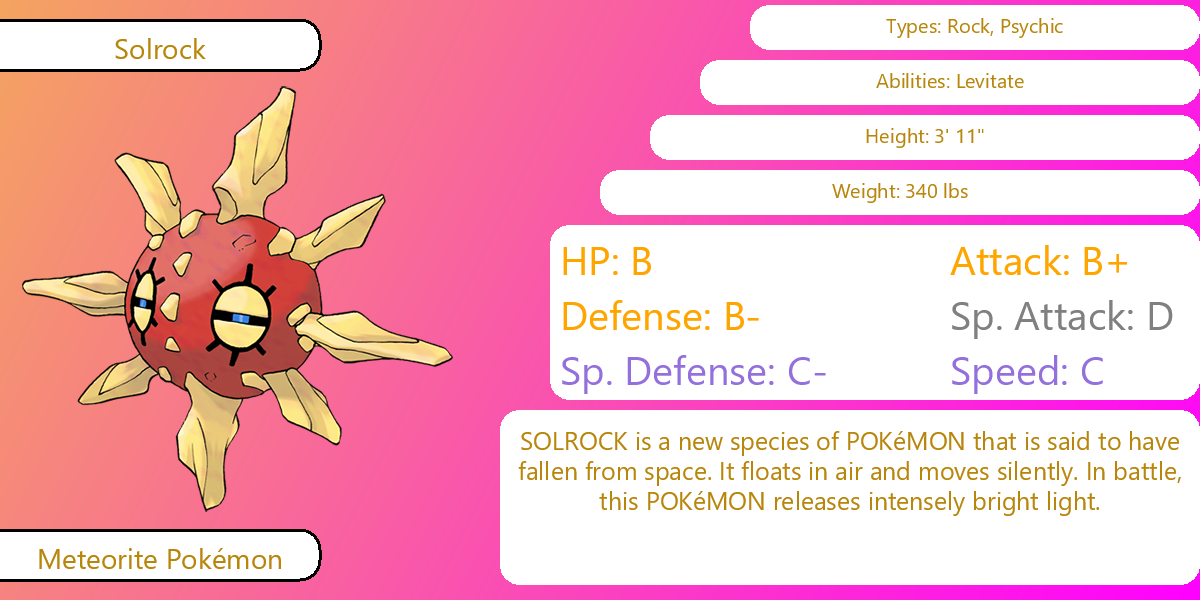 Solrock
Types: Rock, Psychic
Abilities: Levitate
Height: 3' 11"
Weight: 340 lbs
HP: B
Attack: B+
Defense: B-
Sp. Attack: D
Sp. Defense: C-
Speed: C
SOLROCK is a new species of POKéMON that is said to have
fallen from space. It floats in air and moves silently. In battle,
this POKéMON releases intensely bright light.
Meteorite Pokémon